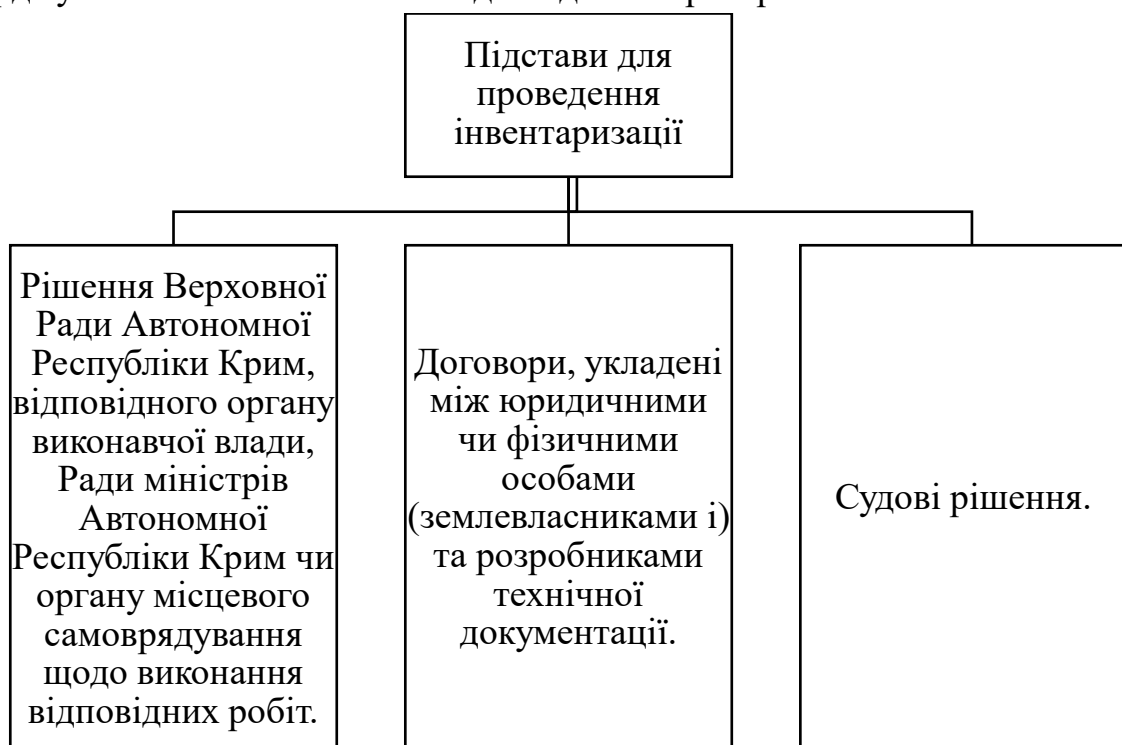 Підстави для
проведення
інвентаризації
Рішення Верховної
Ради Автономної
Республіки Крим,
відповідного органу
виконавчої влади,
Ради міністрів
Автономної
Республіки Крим чи
органу місцевого
самоврядування
щодо виконання
відповідних робіт.
Договори, укладені
між юридичними
чи фізичними
особами
(землевласниками і)
та розробниками
технічної
документації.
Судові рішення.